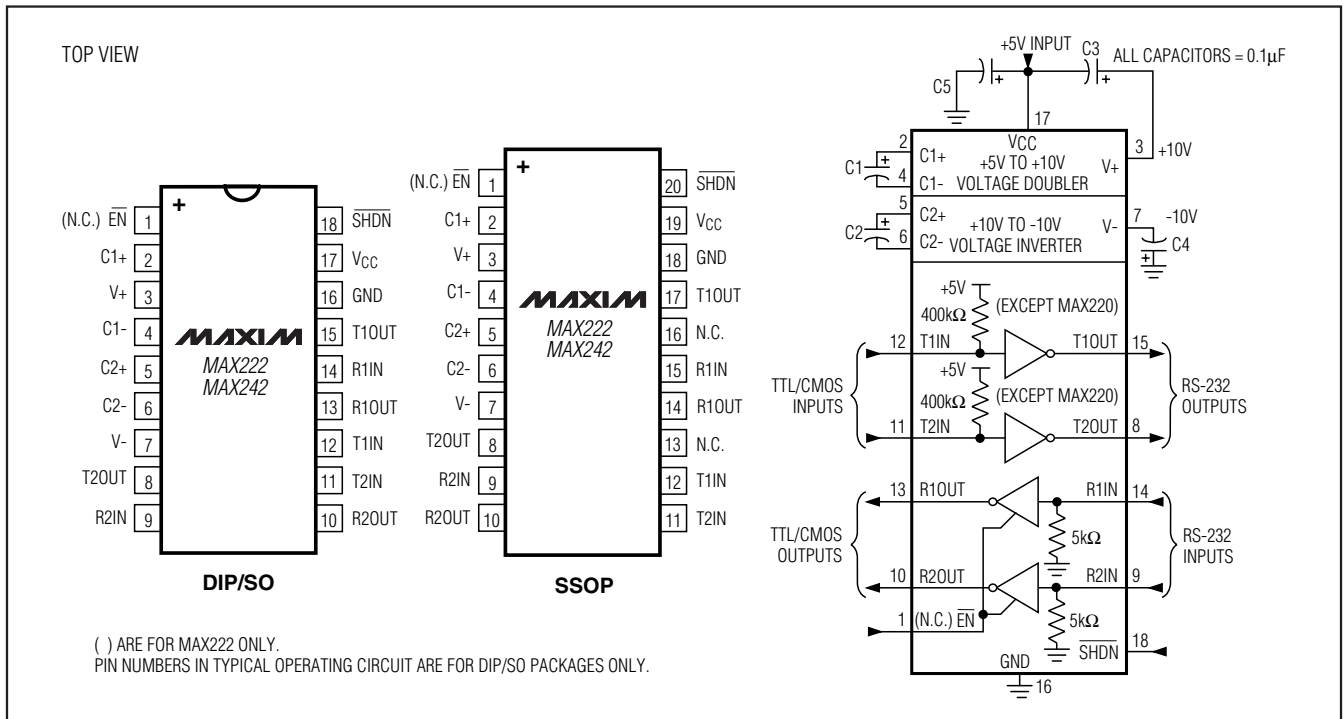 TOP VIEW
+
(N.C.) EN 1
C1+ 2
V+ 3
C1- 4
C2+ 5
C2- 6
V- 7
T2OUT 8
R2IN 9
18 SHDN
17 VCC
16 GND
15 T1OUT
14 R1IN
13 R1OUT
12 T1IN
11 T2IN
10 R2OUT
MAXIM
MAX222
MAX242
DIP/SO
+
(N.C.) EN 1
C1+ 2
V+ 3
C1- 4
C2+ 5
C2- 6
V- 7
T2OUT 8
R2IN 9
R2OUT 10
20 SHDN
19 VCC
18 GND
17 T1OUT
16 N.C.
15 R1IN
14 R1OUT
13 N.C.
12 T1IN
11 T2IN
MAXIM
MAX222
MAX242
SSOP
( ) ARE FOR MAX222 ONLY.
PIN NUMBERS IN TYPICAL OPERATING CIRCUIT ARE FOR DIP/SO PACKAGES ONLY.
+5V INPUT
C3
ALL CAPACITORS = 0.1µF
C5
+
+
17
VCC
2
C1+
C1
+
4
C1-
+5V TO +10V
VOLTAGE DOUBLER
V+
3
+10V
5
C2+
C2
+
6
C2-
+10V TO -10V
VOLTAGE INVERTER
V-
7
-10V
C4
+
+5V
400kΩ
(EXCEPT MAX220)
12 T1IN
T1OUT 15
+5V
400kΩ
(EXCEPT MAX220)
11 T2IN
T2OUT 8
TTL/CMOS
INPUTS
RS-232
OUTPUTS
13 R1OUT
R1IN 14
5kΩ
10 R2OUT
R2IN 9
5kΩ
TTL/CMOS
OUTPUTS
RS-232
INPUTS
1 (N.C.) EN
SHDN 18
GND
16